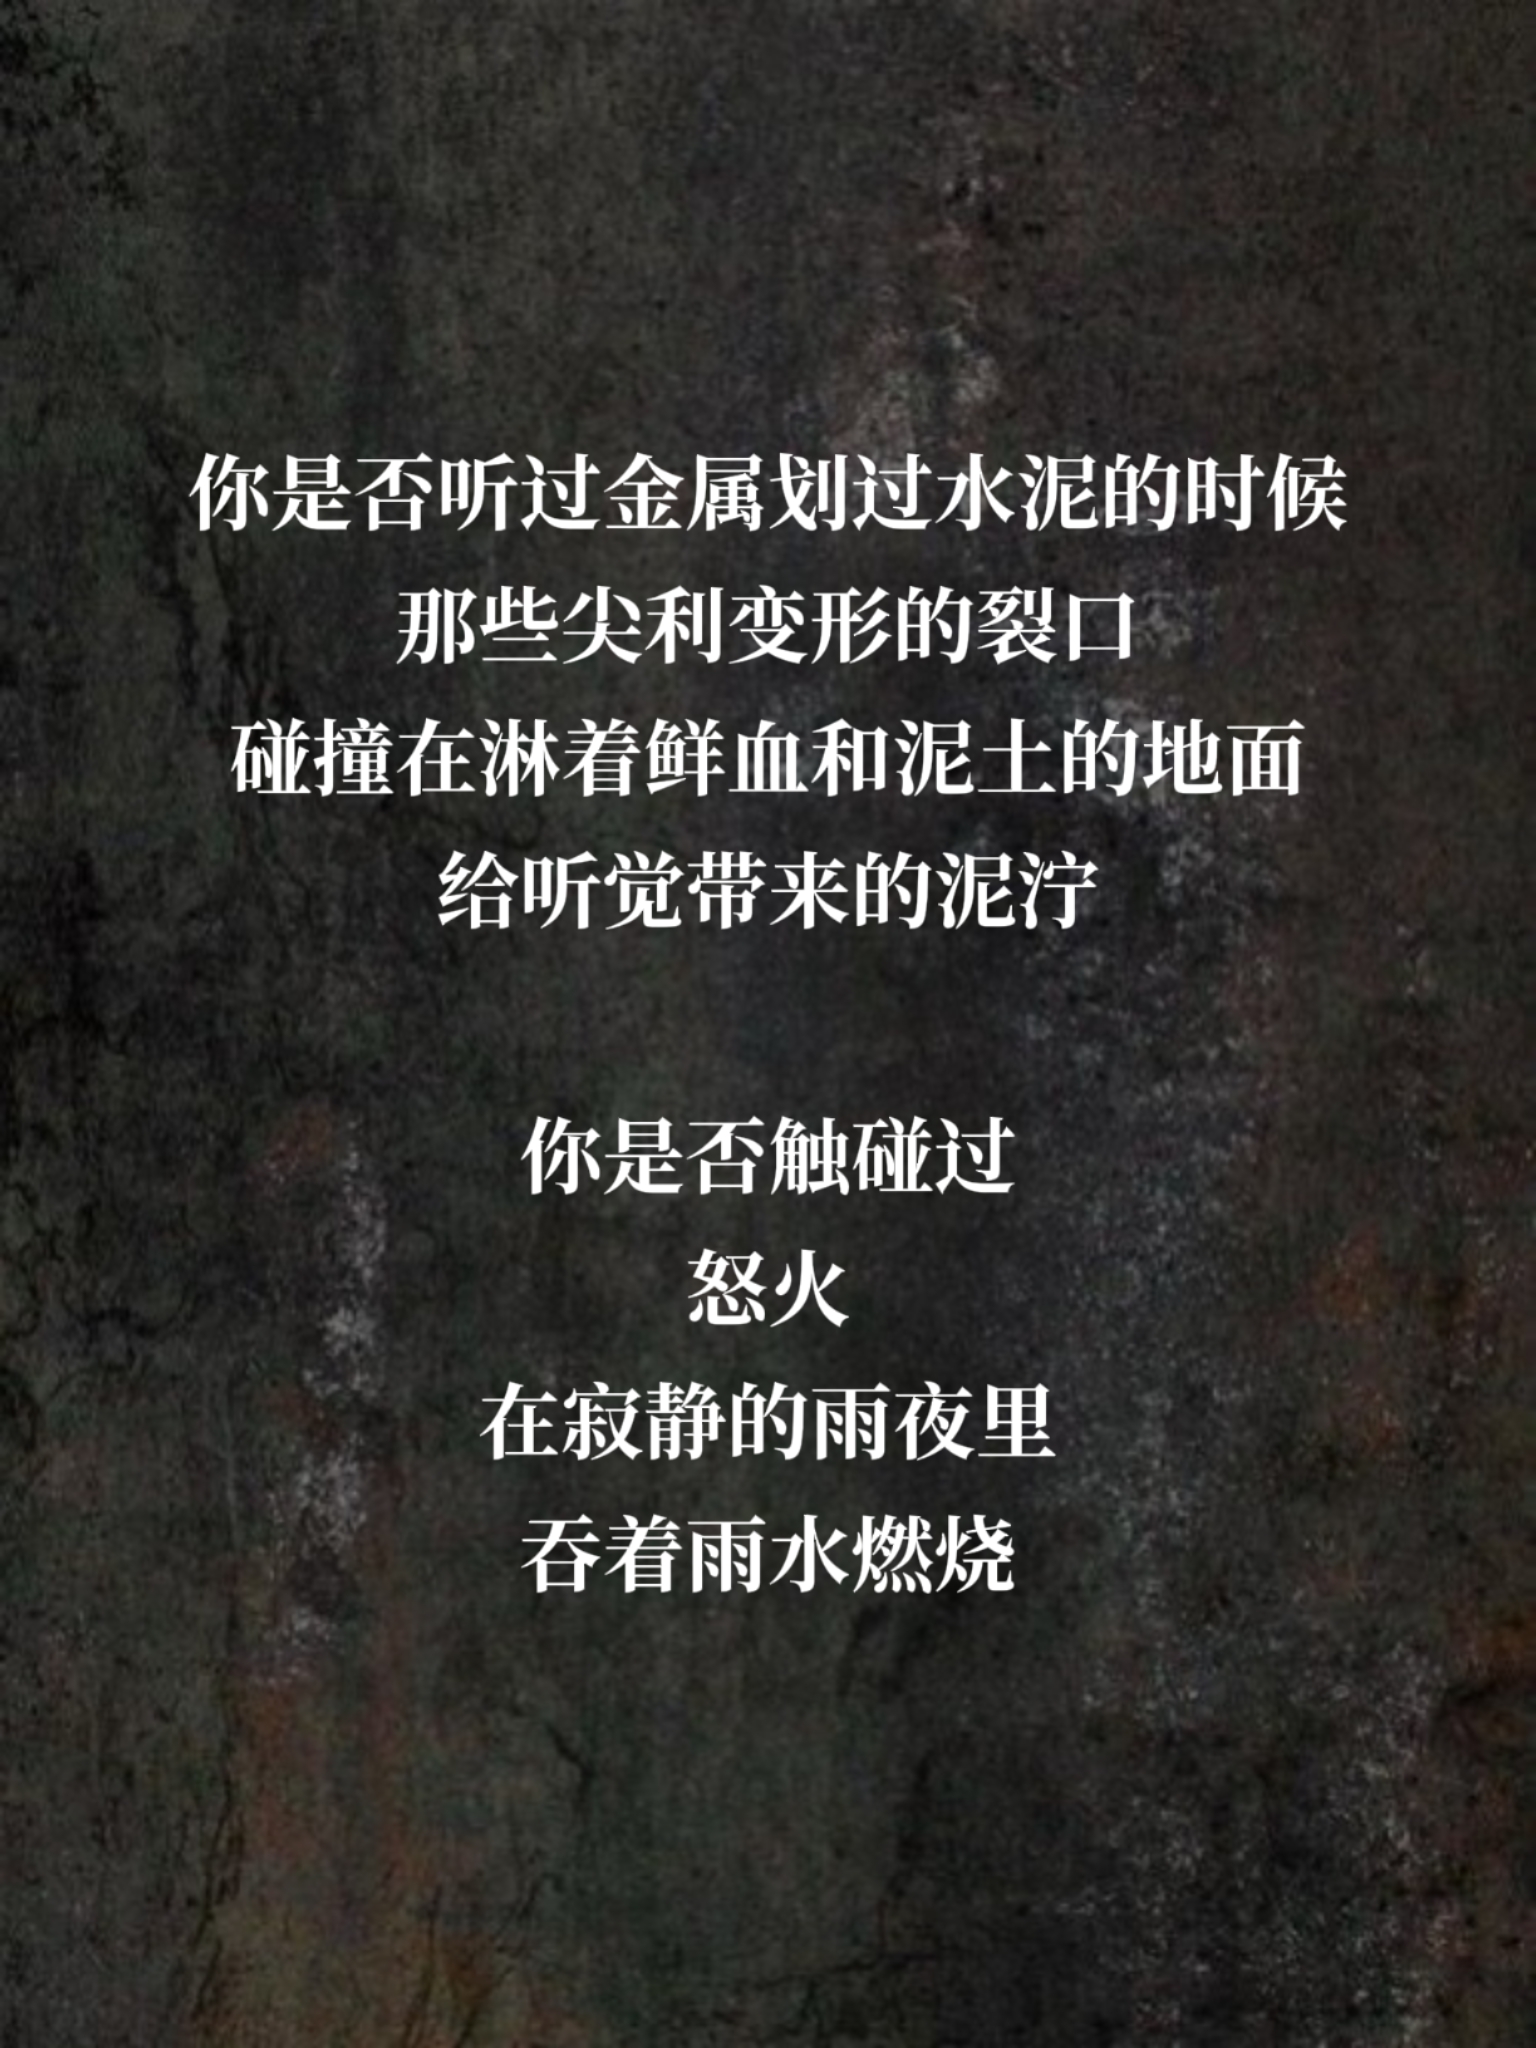 你是否听过金属划过水泥的时候
那些尖利变形的裂口
碰撞在淋着鲜血和泥土的地面
给听觉带来的泥泞
你是否触碰过
怒火
在寂静的雨夜里
吞着雨水燃烧